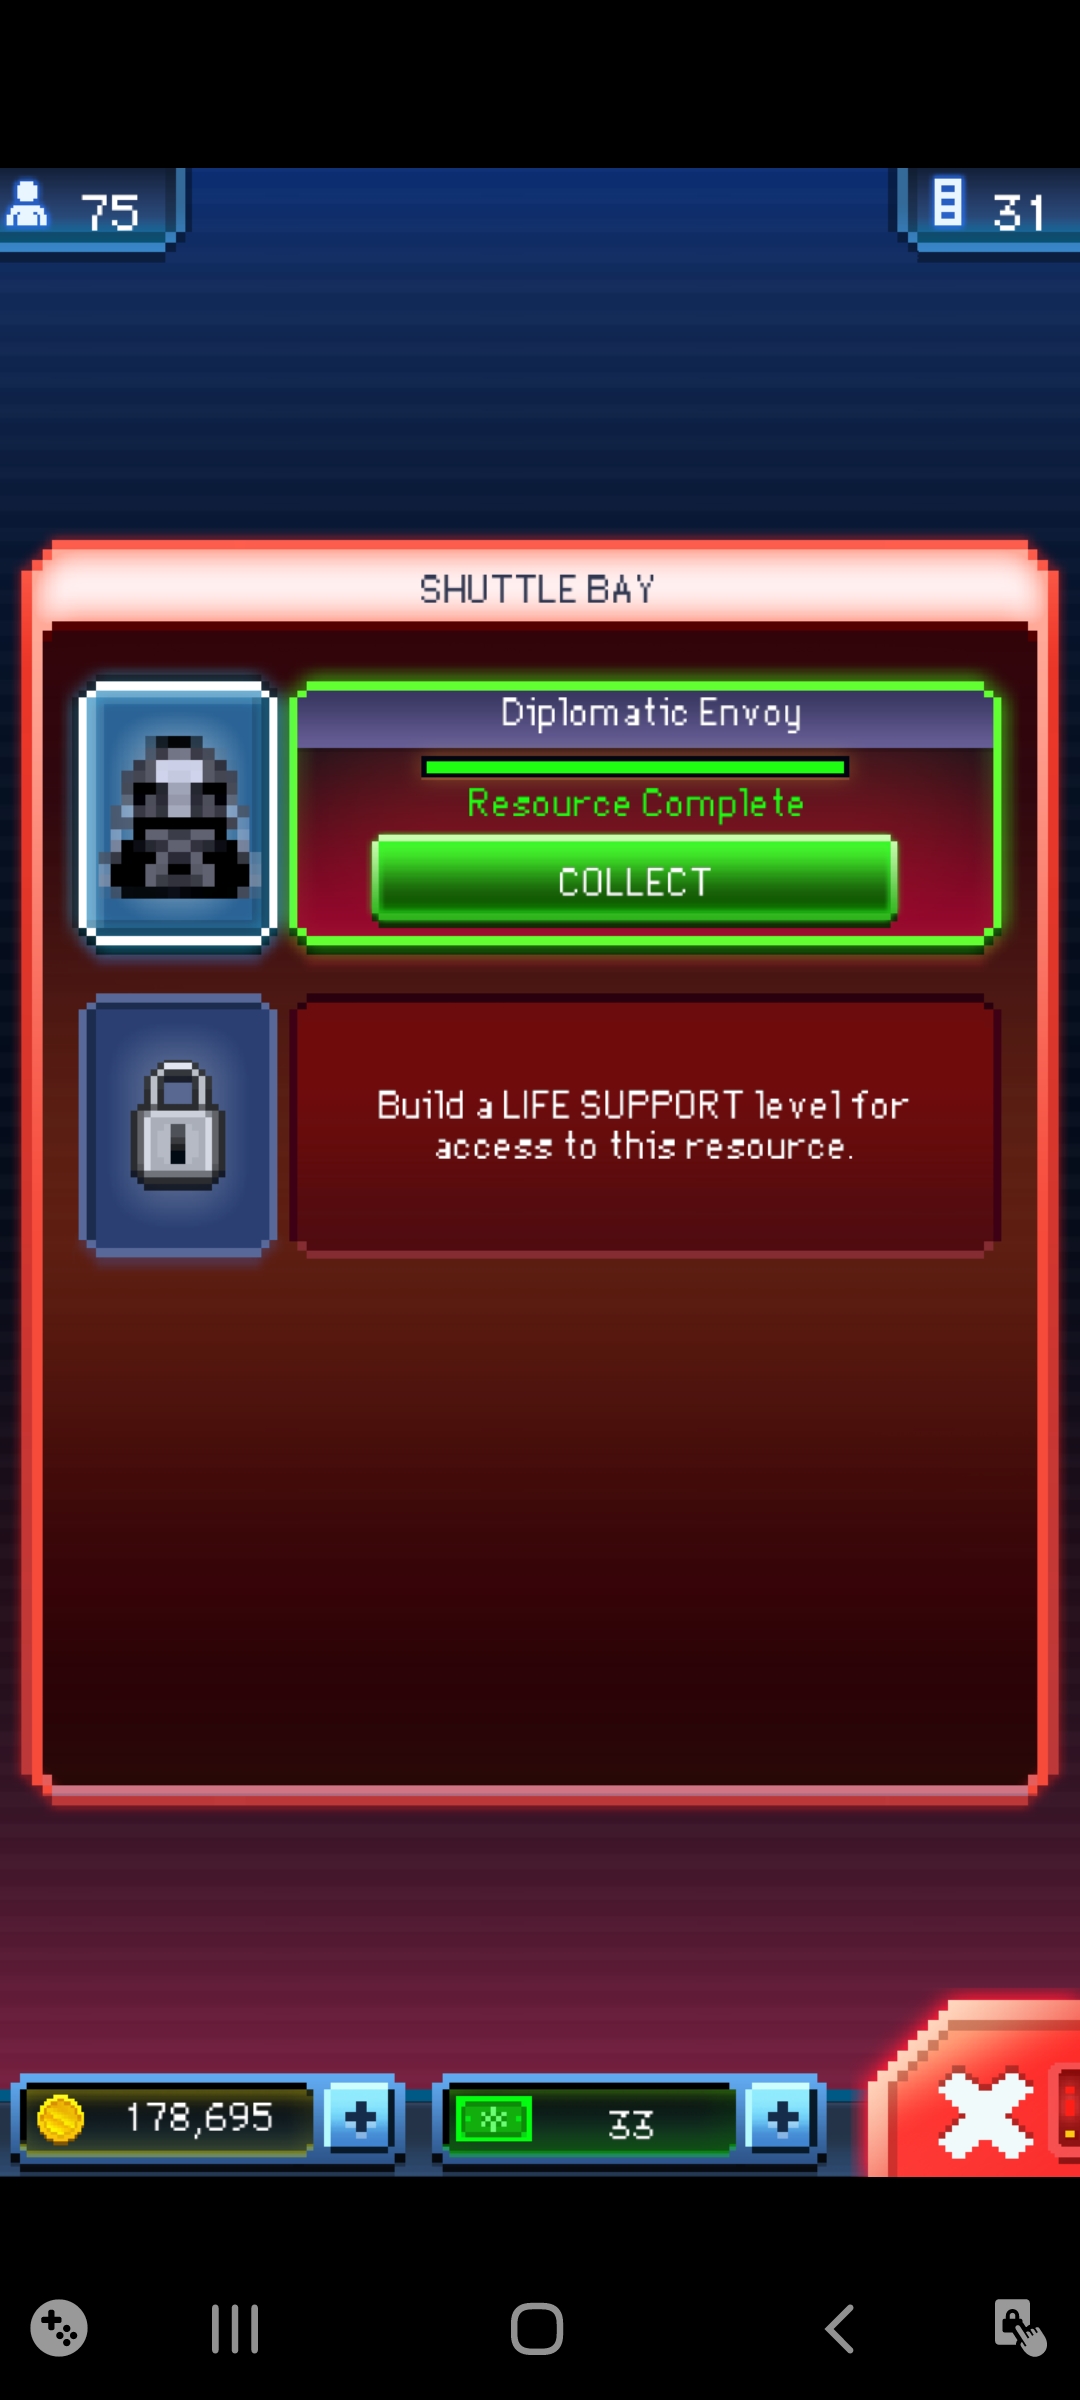 75
31
SHUTTLE BAY
Diplomatic Envoy
Resource Complete
COLLECT
Build a LIFE SUPPORT level for
access to this resource.
178,695
33